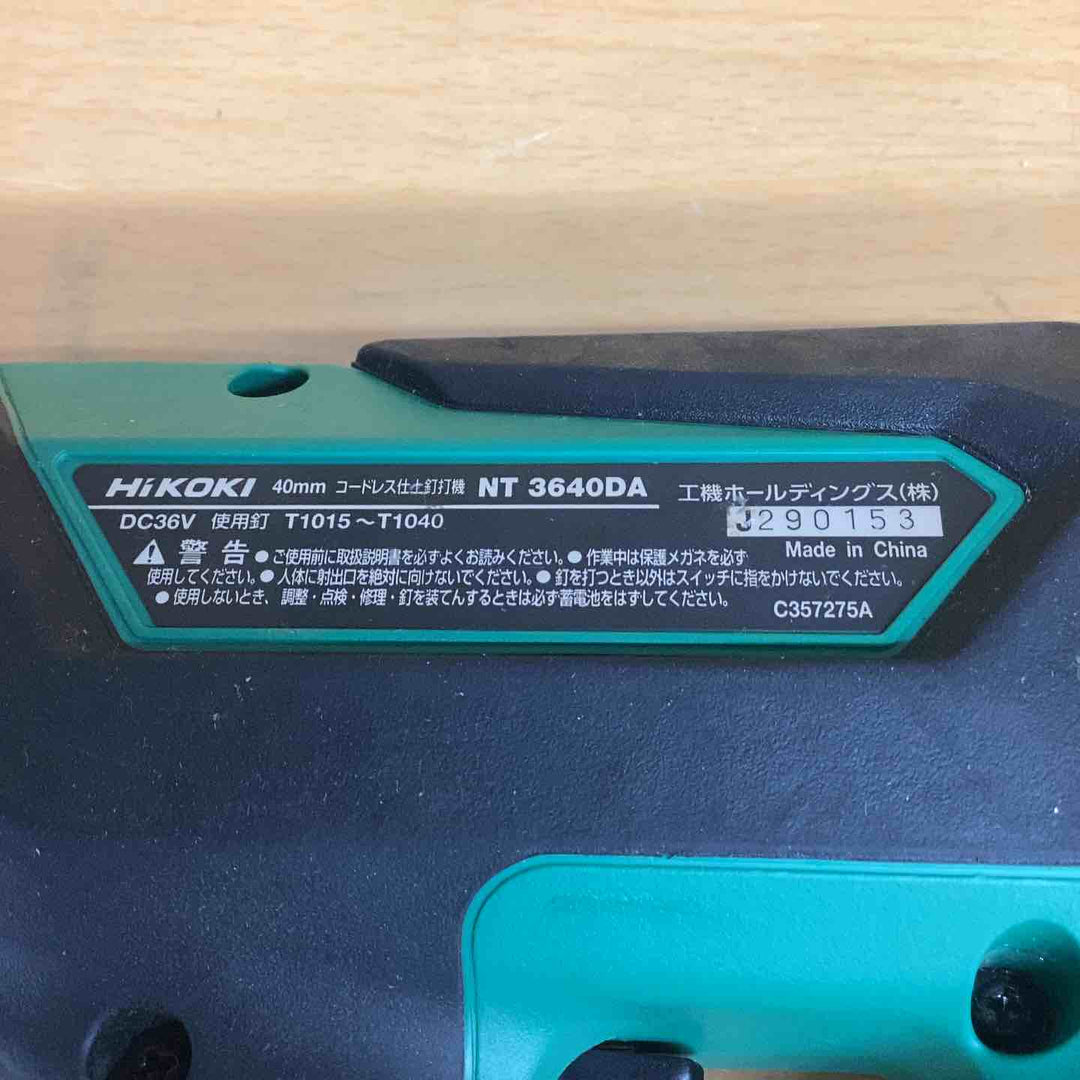 HiKOKI 40mm コードレス仕上釘打機 NT 3640DA 工機ホールディングス(株)
DC36V 使用釘 T1015～T1040 J290153
警告 ●ご使用前に取扱説明書を必ずよくお読みください。●作業中は保護メガネを必ず Made in China
使用してください。●人体に射出口を絶対に向けないでください。●釘を打つとき以外はスイッチに指をかけないでください。
●使用しないとき、調整・点検・修理・釘を装てんするときは必ず蓄電池をはずしてください。 C357275A